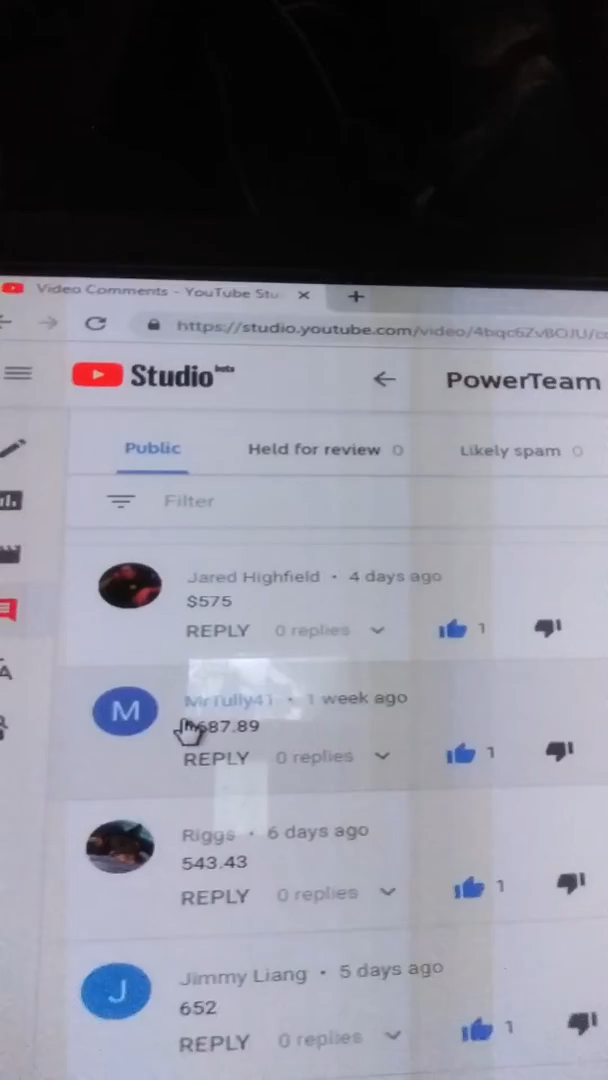 Video Comments - YouTube Stu
https://studio.youtube.com/video/4bqc6ZvBOJU/
Studio beta
PowerTeam
Public
Held for review 0
Likely spam 0
Filter
Jared Highfield • 4 days ago
$575
REPLY 0 replies 1
MrTully41 • 1 week ago
687.89
REPLY 0 replies 1
Riggs • 6 days ago
543.43
REPLY 0 replies 1
M
Jimmy Liang • 5 days ago
652
REPLY 0 replies 1
J